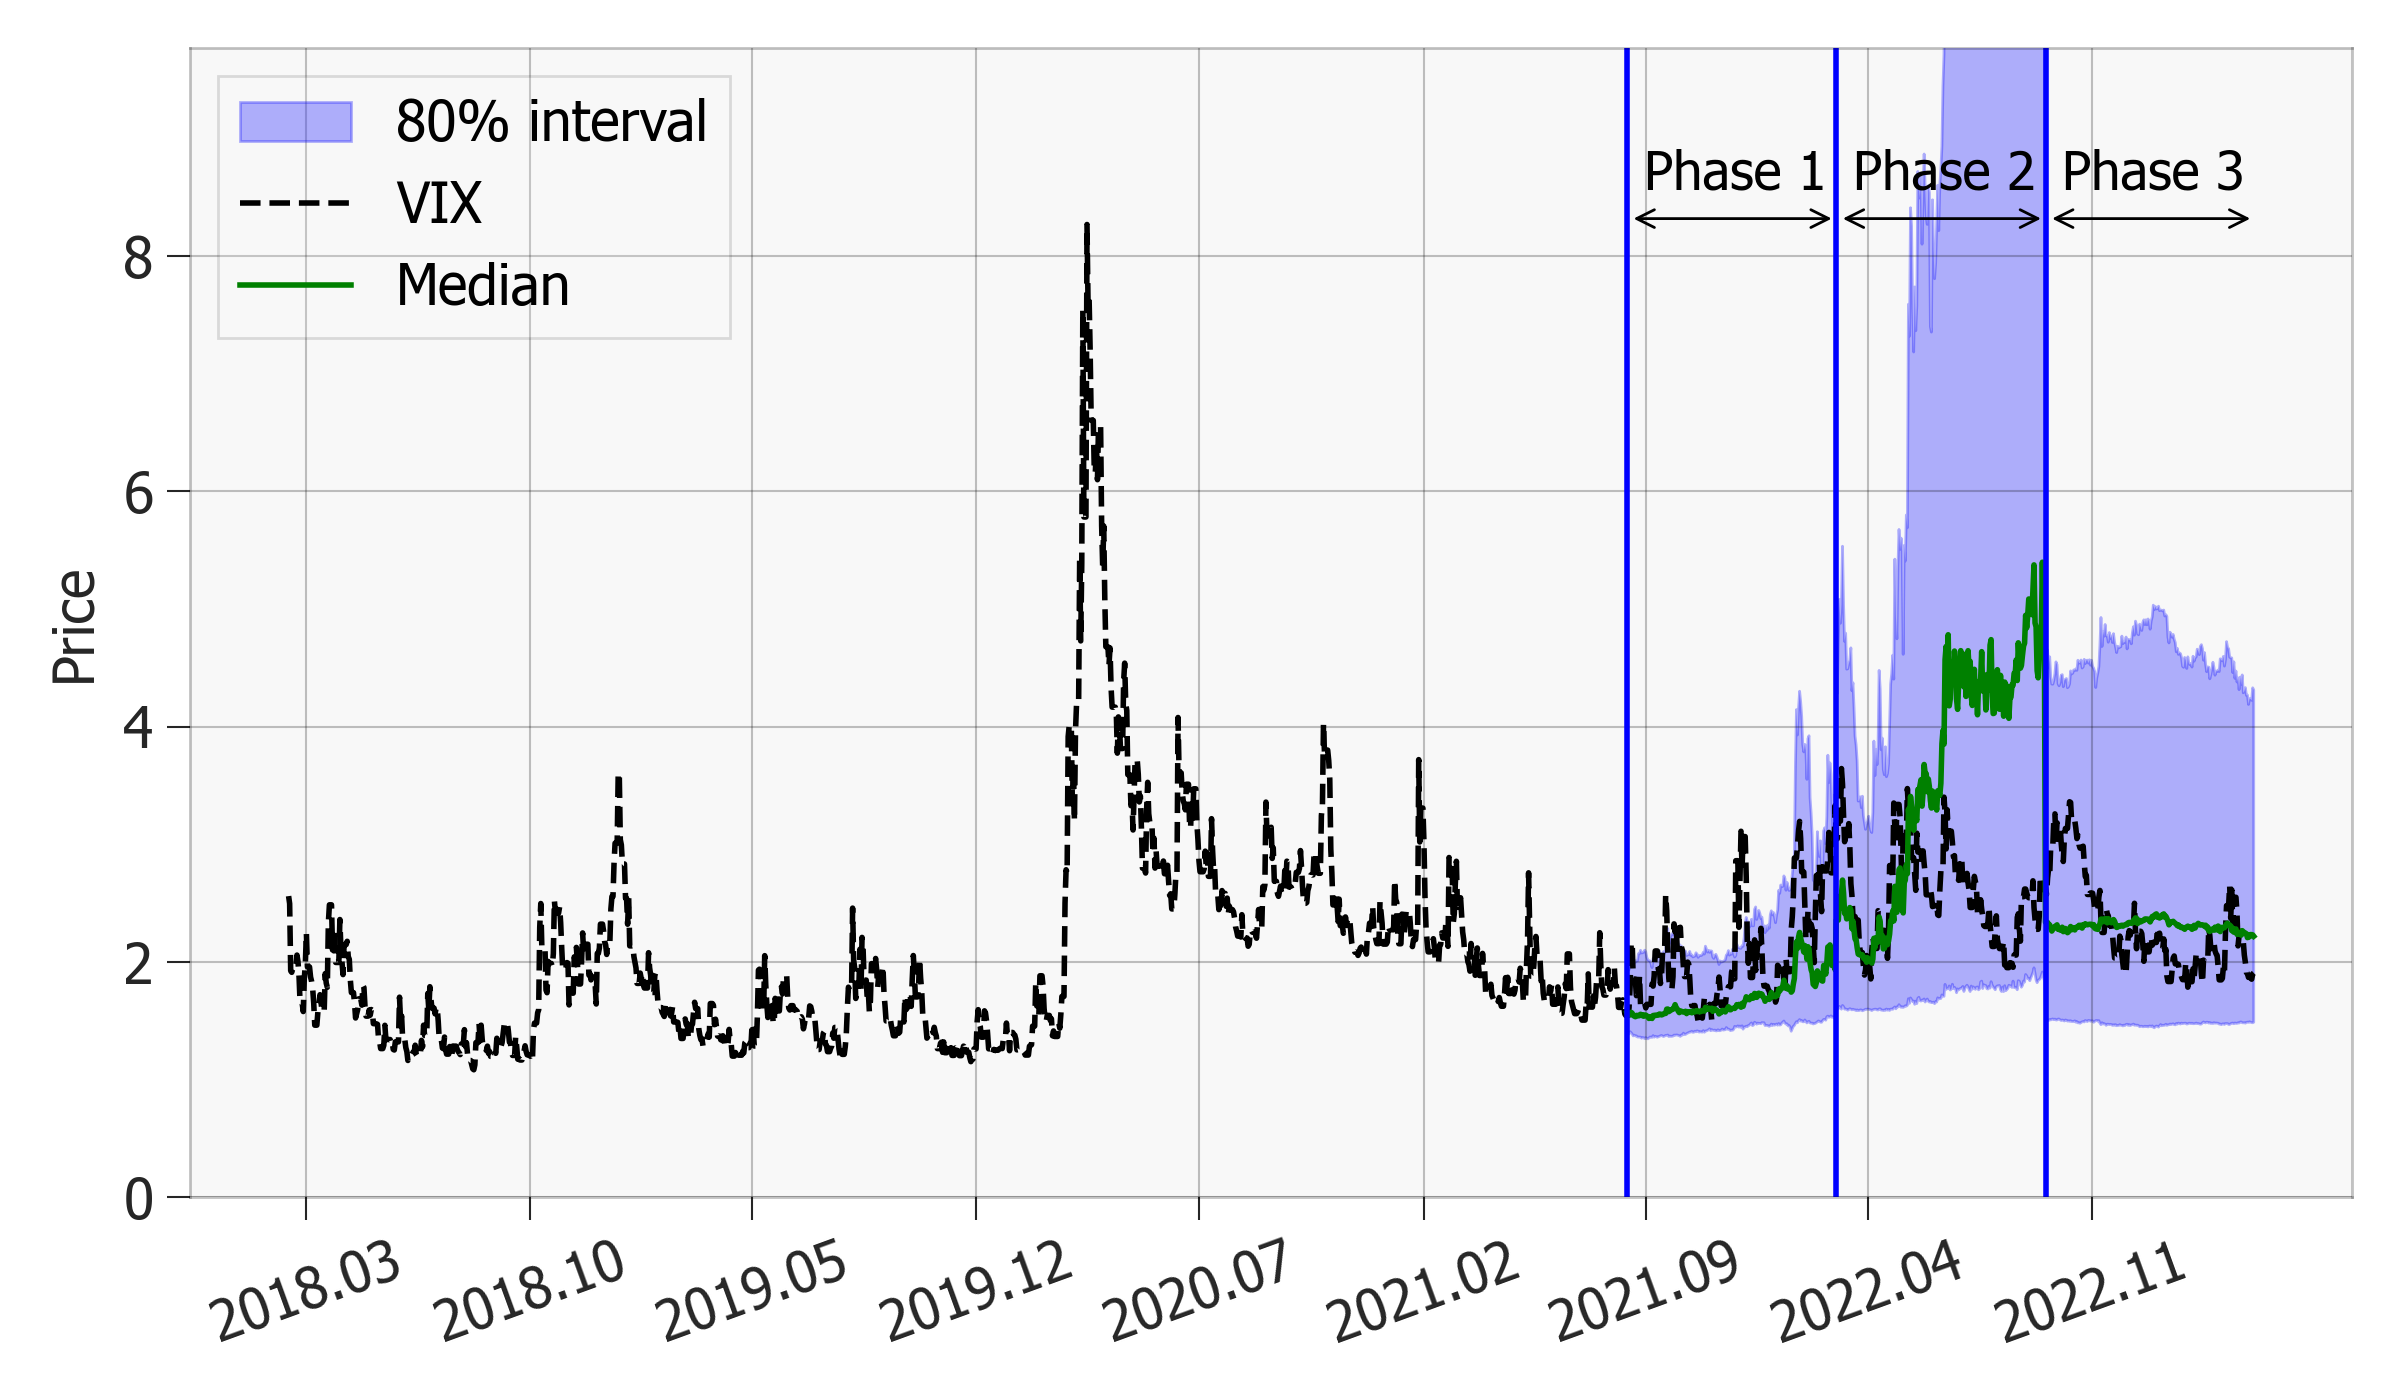 80% interval
VIX
Median
Phase 1
Phase 2
Phase 3
Price
8
6
4
2
0
2018.03
2018.10
2019.05
2019.12
2020.07
2021.02
2021.09
2022.04
2022.11